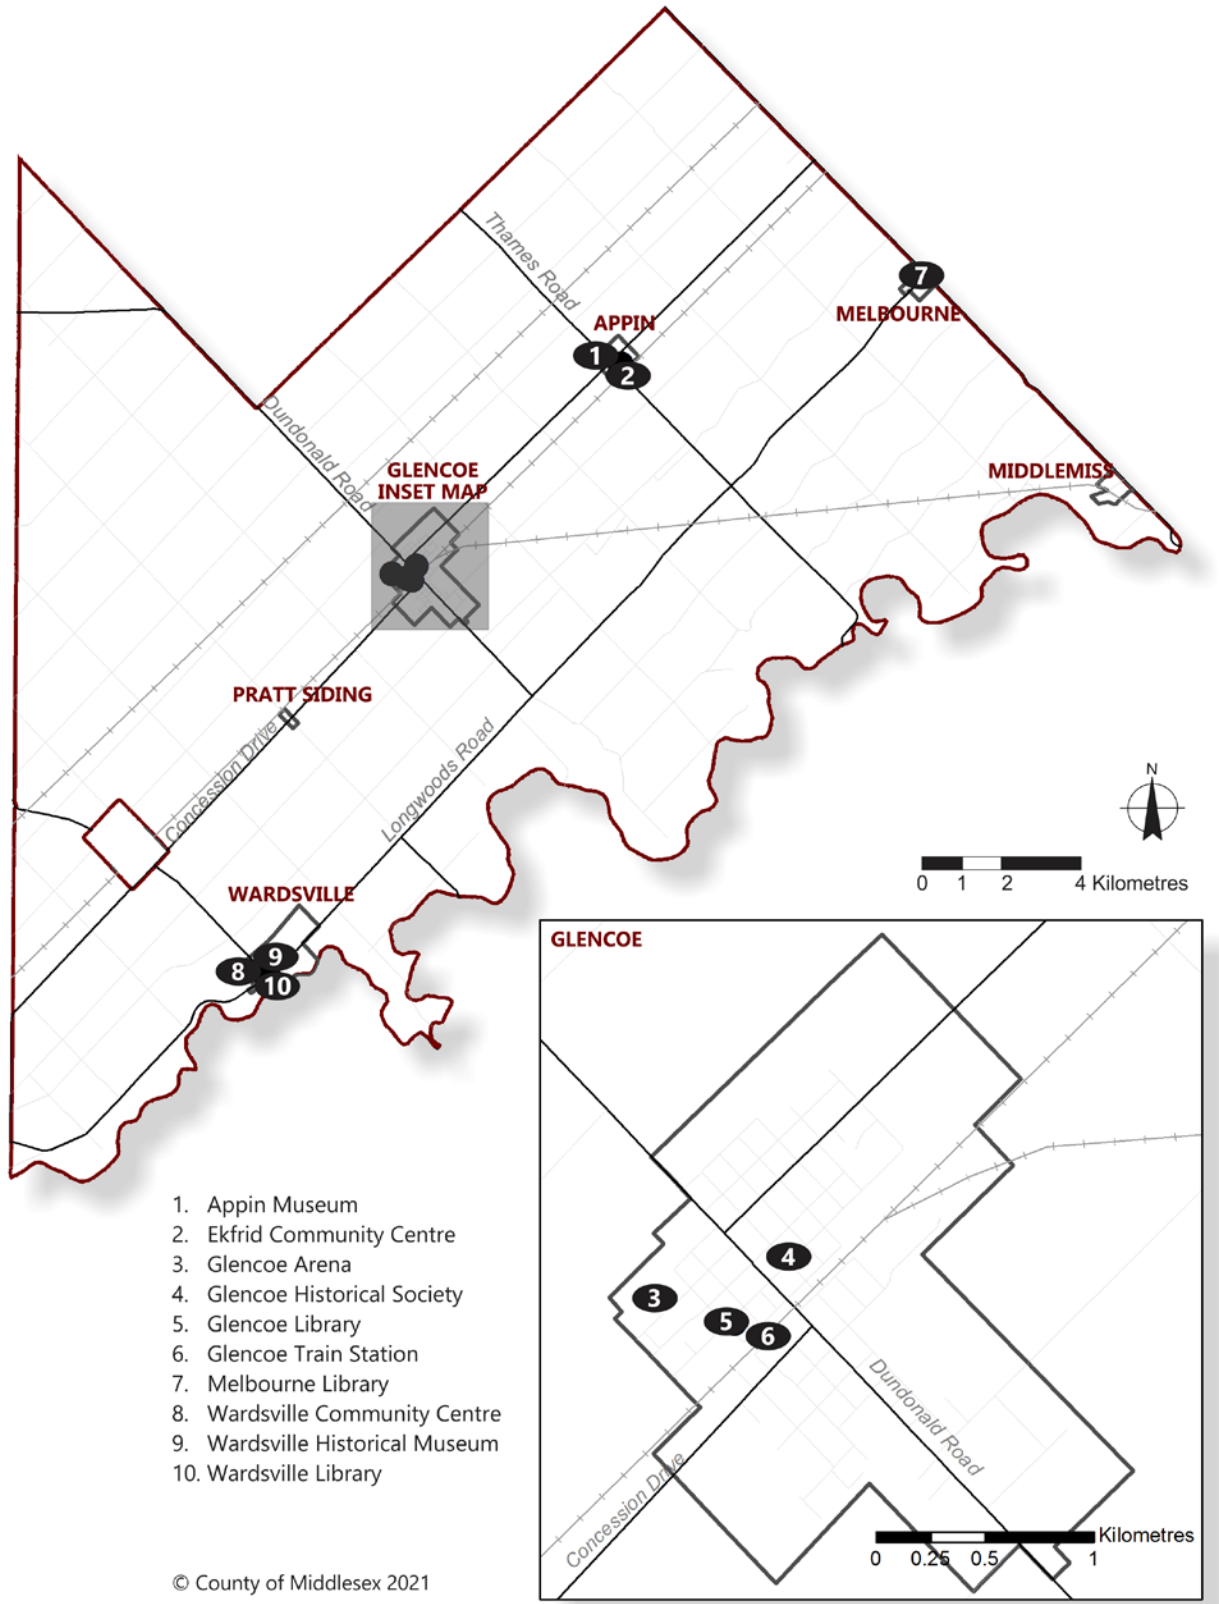 Thames Road
APPIN
7
MELBOURNE
1
2
Dundonald Road
GLENCOE
INSET MAP
MIDDLEMISS
PRATT SIDING
Concession Drive
Longwoods Road
N
0 1 2 4 Kilometres
WARDSVILLE
9
8
10
GLENCOE
4
3
5
6
Dundonald Road
Concession Drive
Kilometres
0 0.25 0.5 1
1. Appin Museum
2. Ekfrid Community Centre
3. Glencoe Arena
4. Glencoe Historical Society
5. Glencoe Library
6. Glencoe Train Station
7. Melbourne Library
8. Wardsville Community Centre
9. Wardsville Historical Museum
10. Wardsville Library
© County of Middlesex 2021